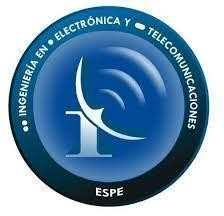 INGENIERÍA EN ELECTRÓNICA Y TELECOMUNICACIONES
i
ESPE